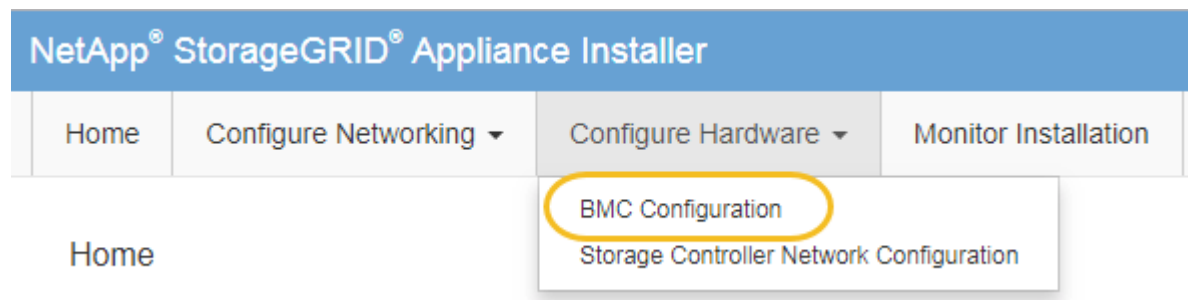 NetApp® StorageGRID® Appliance Installer
Home Configure Networking Configure Hardware Monitor Installation
BMC Configuration
Storage Controller Network Configuration
Home